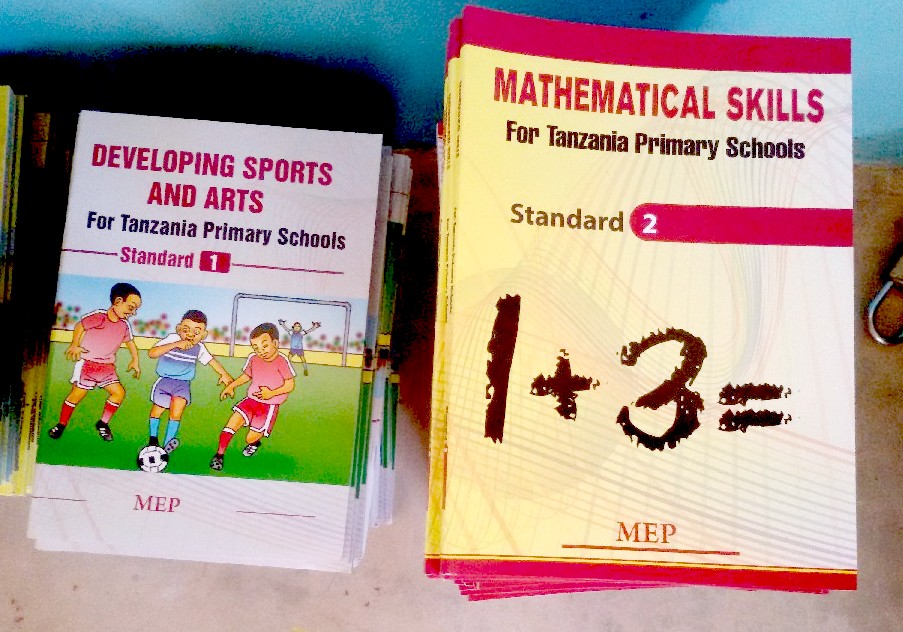 DEVELOPING SPORTS
AND ARTS
For Tanzania Primary Schools
Standard 1
MEP
MATHEMATICAL SKILLS
For Tanzania Primary Schools
Standard 2
1+3=
MEP